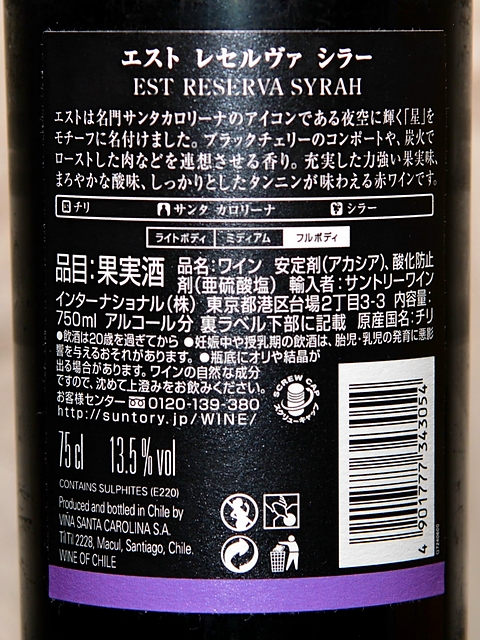 エスト レセルヴァ シラー
EST RESERVA SYRAH
エストは名門サンタカロリーナのアイコンである夜空に輝く「星」を
モチーフに名付けました。ブラックチェリーのコンポートや、炭火で
ローストした肉などを連想させる香り。充実した力強い果実味、
まろやかな酸味、しっかりとしたタンニンが味わえる赤ワインです。
チリ サンタ カロリーナ シラー
ライトボディ ミディアム フルボディ
品目:果実酒 品名:ワイン 安定剤(アカシア)、酸化防止
剤(亜硫酸塩) 輸入者:サントリーワイン
インターナショナル(株) 東京都港区台場2丁目3-3 内容量:
750ml アルコール分 裏ラベル下部に記載 原産国名:チリ
●飲酒は20歳を過ぎてから ●妊娠中や授乳期の飲酒は、胎児・乳児の発育に悪影
響を与えるおそれがあります。 ●瓶底にオリや結晶が
出る場合があります。ワインの自然な成分
ですので、沈めて上澄みをお飲みください。
お客様センター 0120-139-380
http://suntory.jp/WINE/
SCREW CAP
スクリューキャップ
75 cl 13.5 % vol
CONTAINS SULPHITES (E220)
Produced and bottled in Chile by
VINA SANTA CAROLINA S.A.
Til Til 2228, Macul, Santiago, Chile.
WINE OF CHILE
4 901777 343054